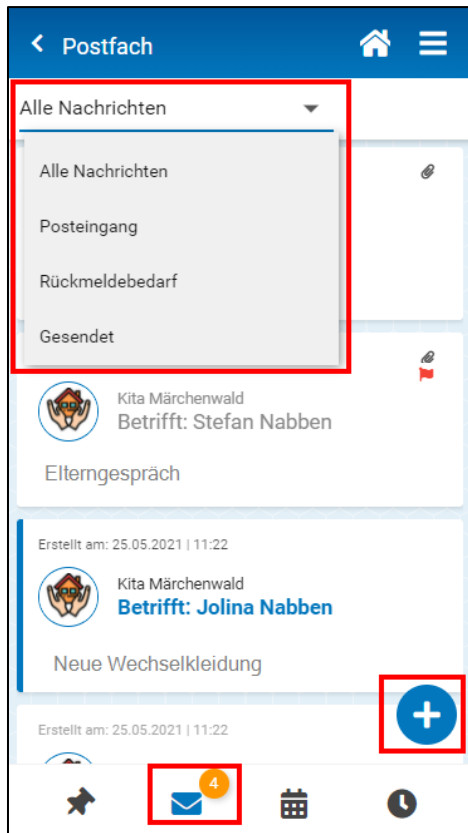 Postfach
Alle Nachrichten
Alle Nachrichten
Posteingang
Rückmeldebedarf
Gesendet
Kita Märchenwald
Betrifft: Stefan Nabben
Elterngespräch
Erstellt am: 25.05.2021 | 11:22
Kita Märchenwald
Betrifft: Jolina Nabben
Neue Wechselkleidung
Erstellt am: 25.05.2021 | 11:22
4